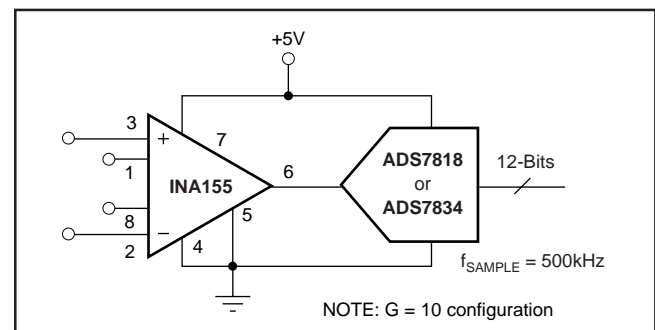 +5V
3
+
7
1
INA155
6
ADS7818
or
ADS7834
12-Bits
8
5
−
2
4
fSAMPLE = 500kHz
NOTE: G = 10 configuration